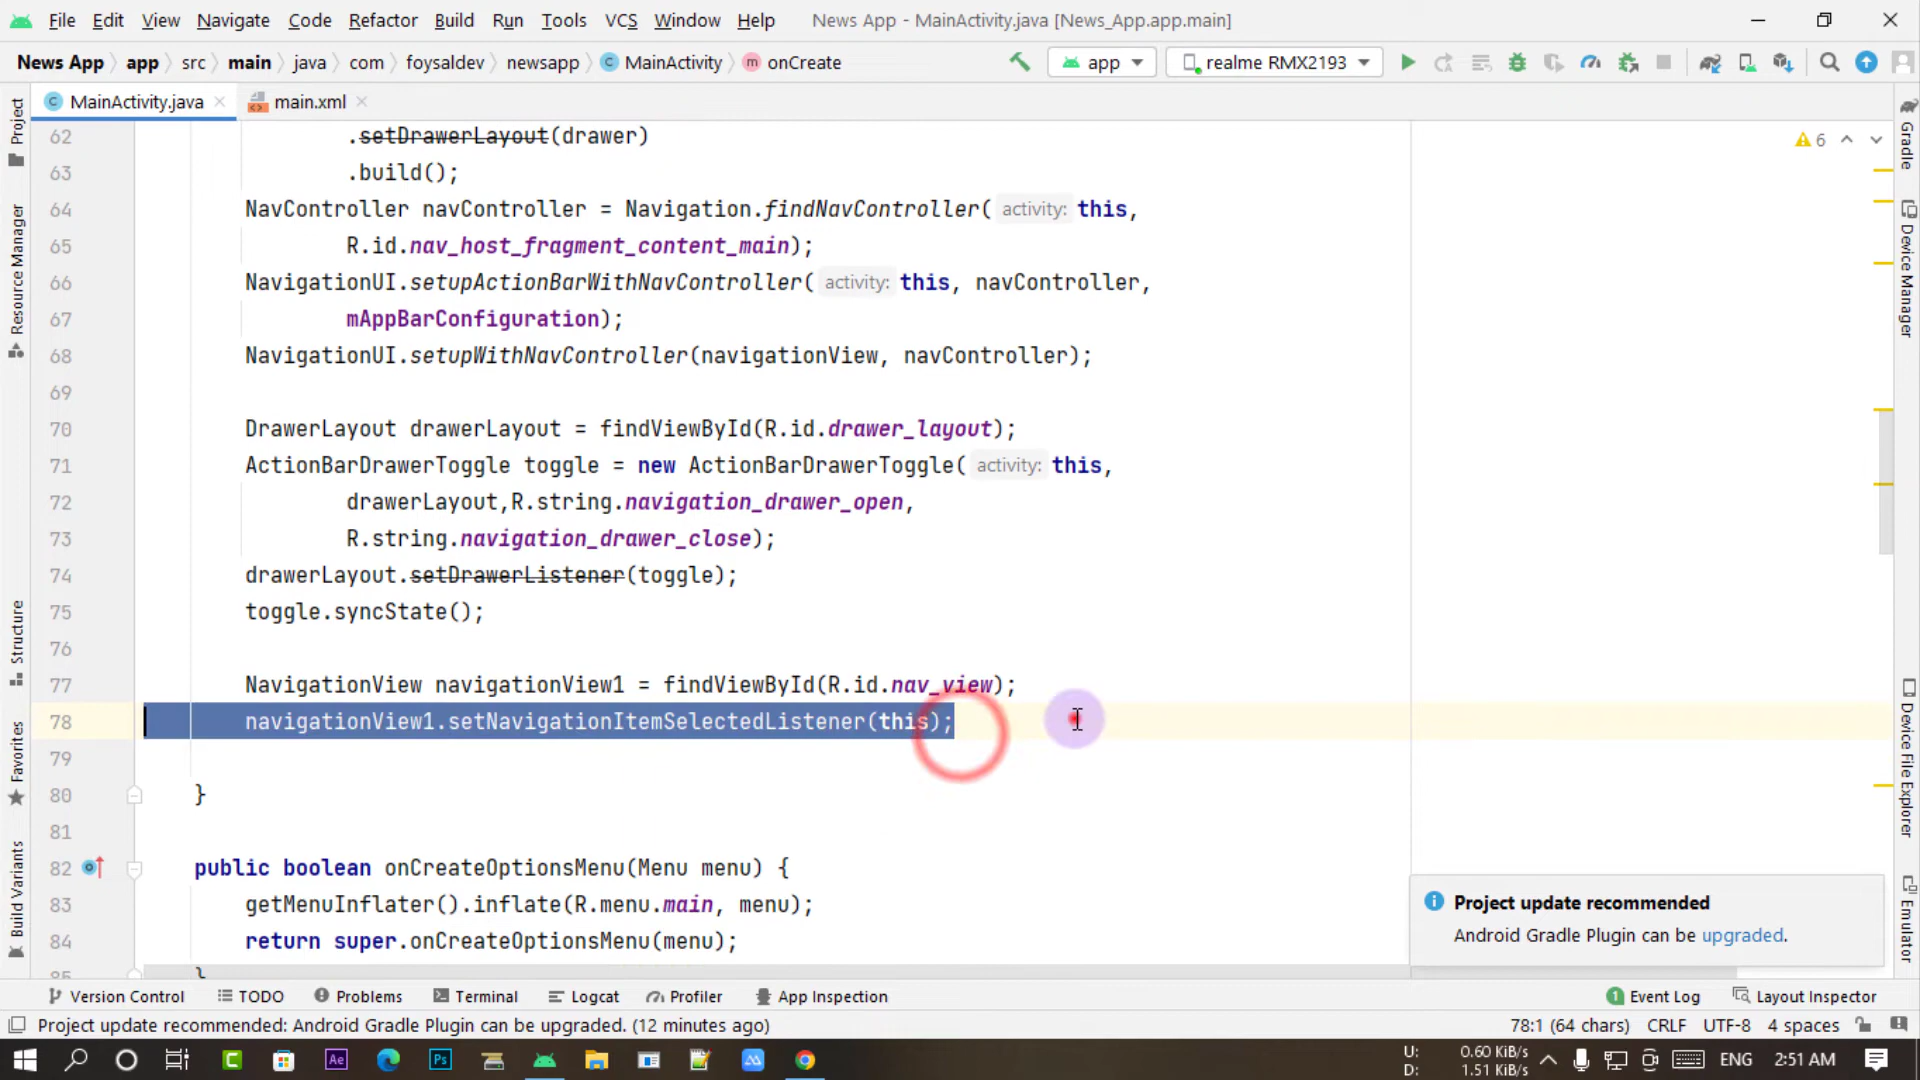 File Edit View Navigate Code Refactor Build Run Tools VCS Window Help News App - MainActivity.java [News_App.app.main]
News App app src main java com foysaldev newsapp C MainActivity m onCreate app realme RMX2193
C MainActivity.java main.xml
6
62 .setDrawerLayout(drawer)
63 .build();
64 NavController navController = Navigation.findNavController( activity: this,
65 R.id.nav_host_fragment_content_main);
66 NavigationUI.setupActionBarWithNavController( activity: this, navController,
67 mAppBarConfiguration);
68 NavigationUI.setupWithNavController(navigationView, navController);
69
70 DrawerLayout drawerLayout = findViewById(R.id.drawer_layout);
71 ActionBarDrawerToggle toggle = new ActionBarDrawerToggle( activity: this,
72 drawerLayout,R.string.navigation_drawer_open,
73 R.string.navigation_drawer_close);
74 drawerLayout.setDrawerListener(toggle);
75 toggle.syncState();
76
77 NavigationView navigationView1 = findViewById(R.id.nav_view);
78 navigationView1.setNavigationItemSelectedListener(this);
79
80 }
81
82 public boolean onCreateOptionsMenu(Menu menu) {
83 getMenuInflater().inflate(R.menu.main, menu);
84 return super.onCreateOptionsMenu(menu);
85 }
Project
Resource Manager
Structure
Favorites
Build Variants
Gradle
Device Manager
Device File Explorer
Emulator
Project update recommended
Android Gradle Plugin can be upgraded.
Version Control TODO Problems Terminal Logcat Profiler App Inspection 1 Event Log Layout Inspector
Project update recommended: Android Gradle Plugin can be upgraded. (12 minutes ago) 78:1 (64 chars) CRLF UTF-8 4 spaces
C Ae Ps U: 0.60 KiB/s ENG 2:51 AM
D: 1.51 KiB/s